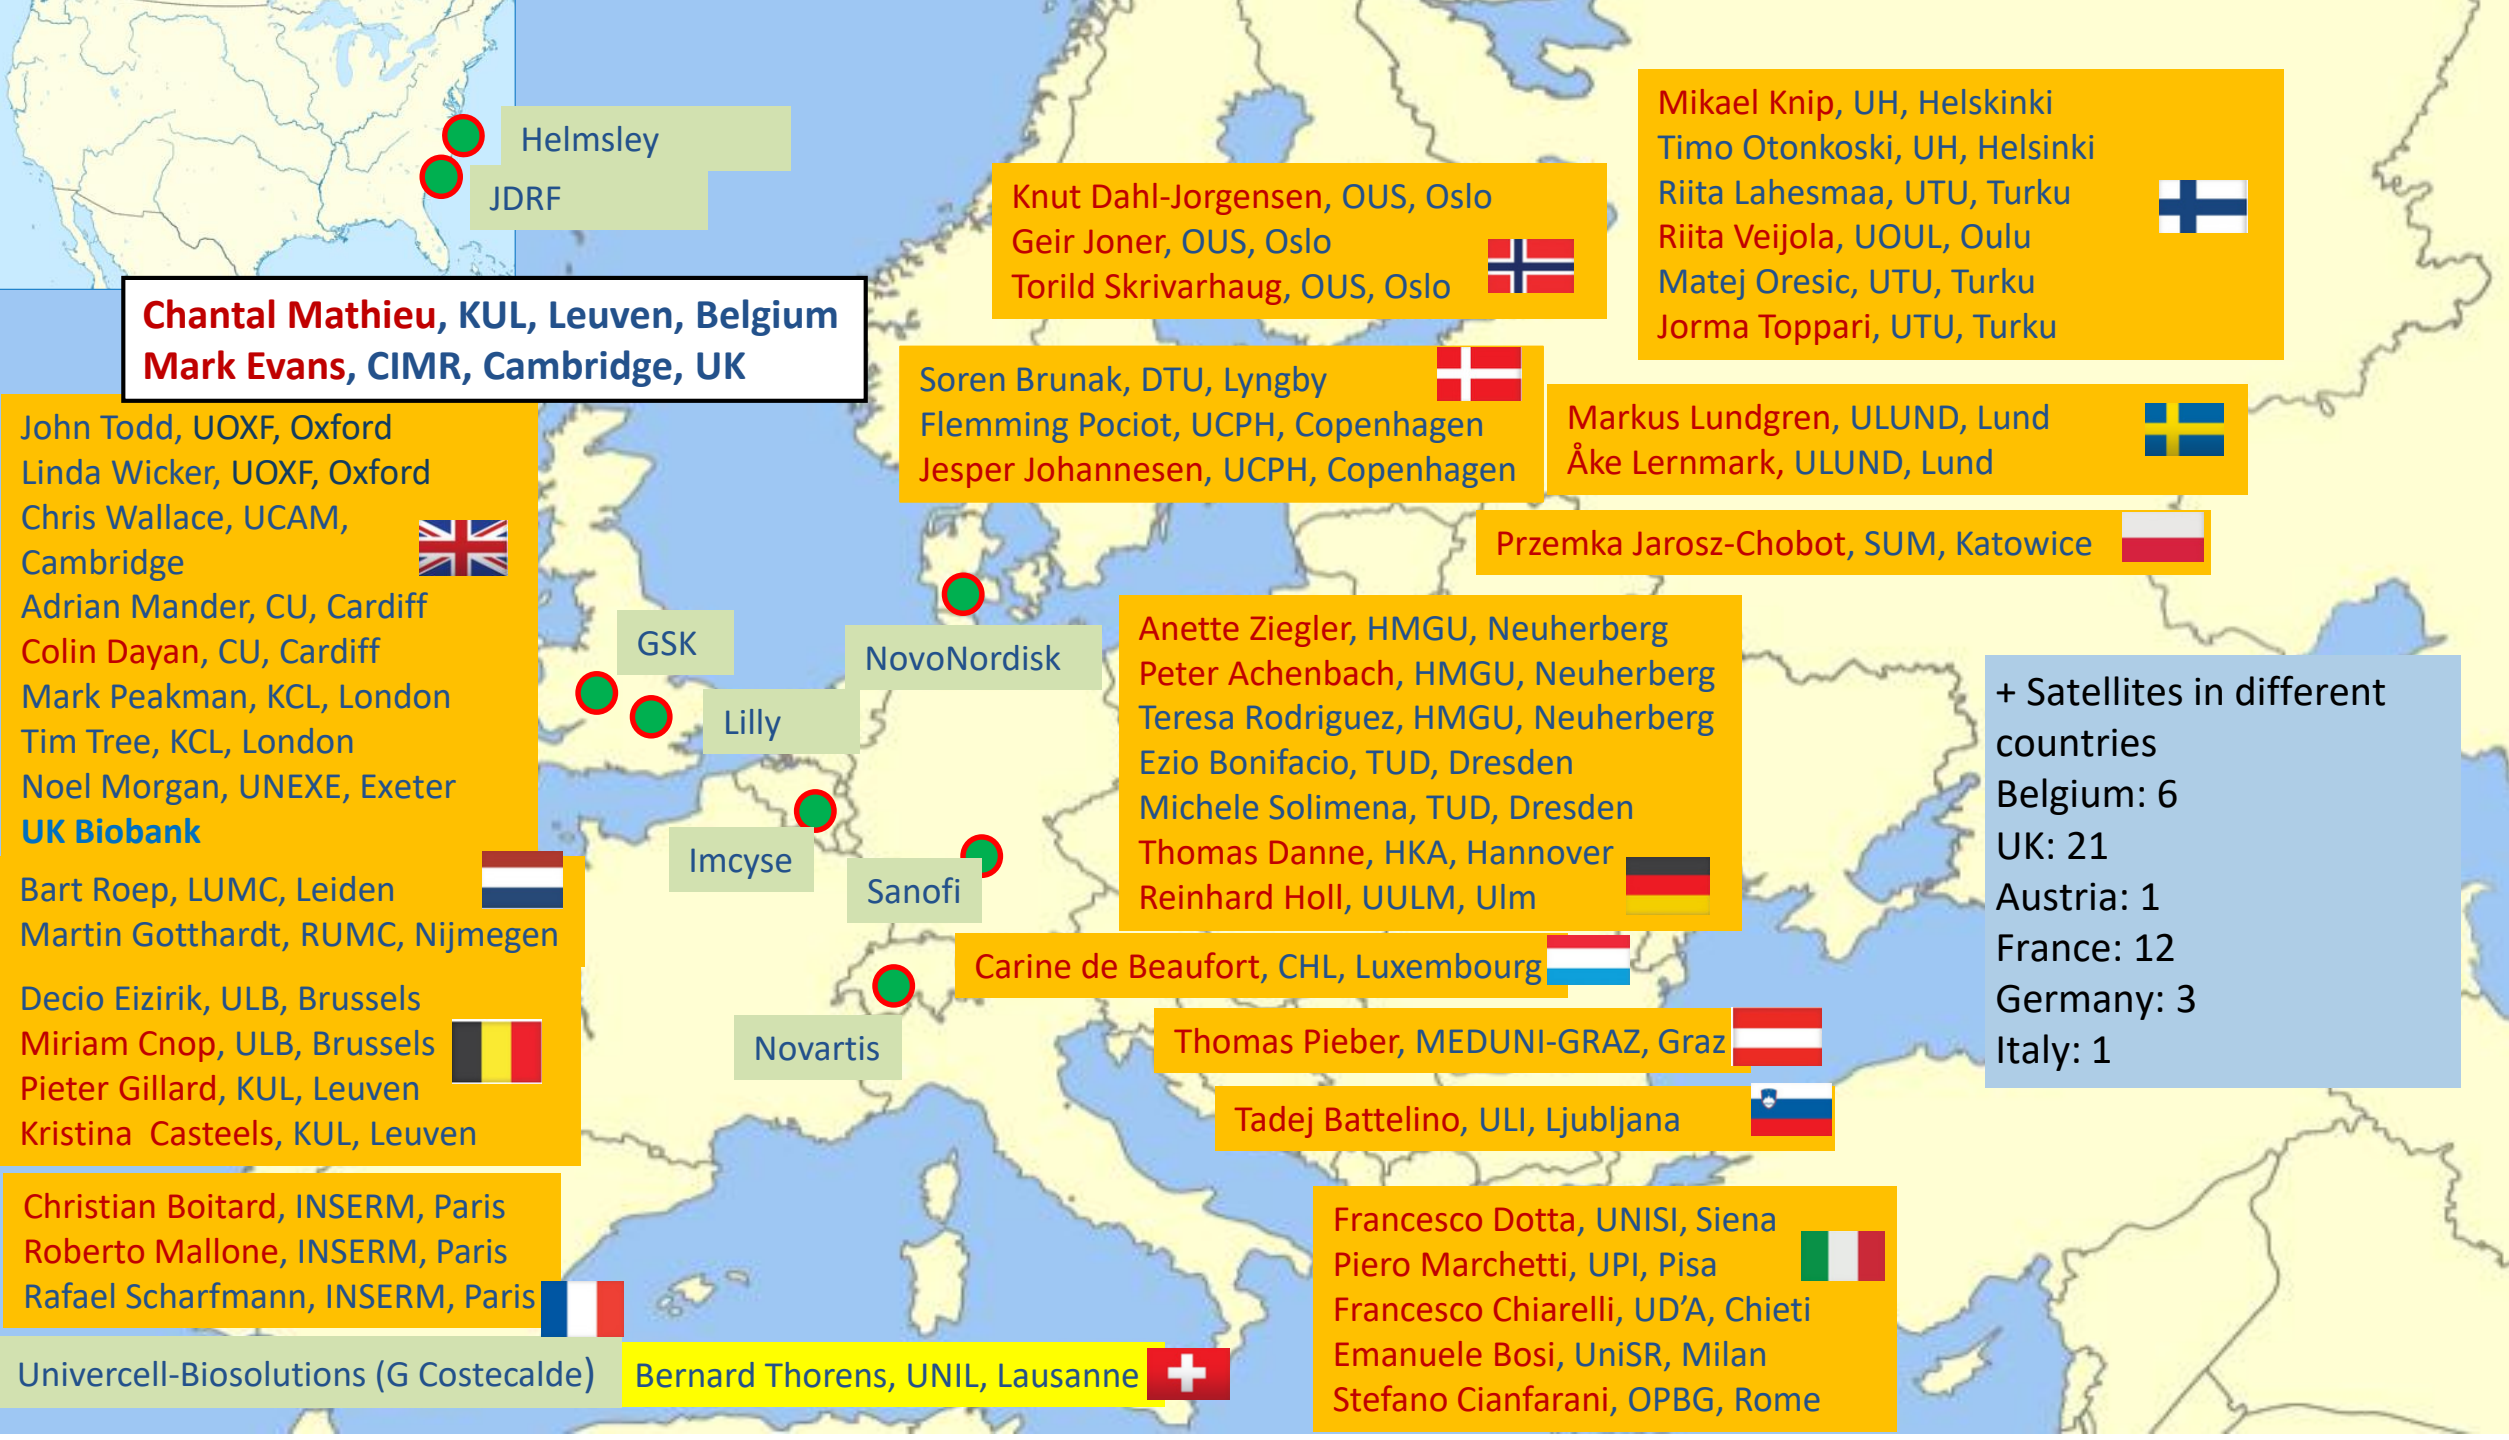 Helmsley
JDRF
Chantal Mathieu, KUL, Leuven, Belgium
Mark Evans, CIMR, Cambridge, UK
Knut Dahl-Jorgensen, OUS, Oslo
Geir Joner, OUS, Oslo
Torild Skrivarhaug, OUS, Oslo
Mikael Knip, UH, Helskinki
Timo Otonkoski, UH, Helsinki
Riita Lahesmaa, UTU, Turku
Riita Veijola, UOUL, Oulu
Matej Oresic, UTU, Turku
Jorma Toppari, UTU, Turku
Soren Brunak, DTU, Lyngby
Flemming Pociot, UCPH, Copenhagen
Jesper Johannesen, UCPH, Copenhagen
Markus Lundgren, ULUND, Lund
Åke Lernmark, ULUND, Lund
Przemka Jarosz-Chobot, SUM, Katowice
John Todd, UOXF, Oxford
Linda Wicker, UOXF, Oxford
Chris Wallace, UCAM,
Cambridge
Adrian Mander, CU, Cardiff
Colin Dayan, CU, Cardiff
Mark Peakman, KCL, London
Tim Tree, KCL, London
Noel Morgan, UNEXE, Exeter
UK Biobank
GSK
Lilly
NovoNordisk
Imcyse
Sanofi
Novartis
Anette Ziegler, HMGU, Neuherberg
Peter Achenbach, HMGU, Neuherberg
Teresa Rodriguez, HMGU, Neuherberg
Ezio Bonifacio, TUD, Dresden
Michele Solimena, TUD, Dresden
Thomas Danne, HKA, Hannover
Reinhard Holl, UULM, Ulm
+ Satellites in different
countries
Belgium: 6
UK: 21
Austria: 1
France: 12
Germany: 3
Italy: 1
Bart Roep, LUMC, Leiden
Martin Gotthardt, RUMC, Nijmegen
Carine de Beaufort, CHL, Luxembourg
Decio Eizirik, ULB, Brussels
Miriam Cnop, ULB, Brussels
Pieter Gillard, KUL, Leuven
Kristina  Casteels, KUL, Leuven
Thomas Pieber, MEDUNI-GRAZ, Graz
Tadej Battelino, ULI, Ljubljana
Christian Boitard, INSERM, Paris
Roberto Mallone, INSERM, Paris
Rafael Scharfmann, INSERM, Paris
Francesco Dotta, UNISI, Siena
Piero Marchetti, UPI, Pisa
Francesco Chiarelli, UD’A, Chieti
Emanuele Bosi, UniSR, Milan
Stefano Cianfarani, OPBG, Rome
Univercell-Biosolutions (G Costecalde)
Bernard Thorens, UNIL, Lausanne